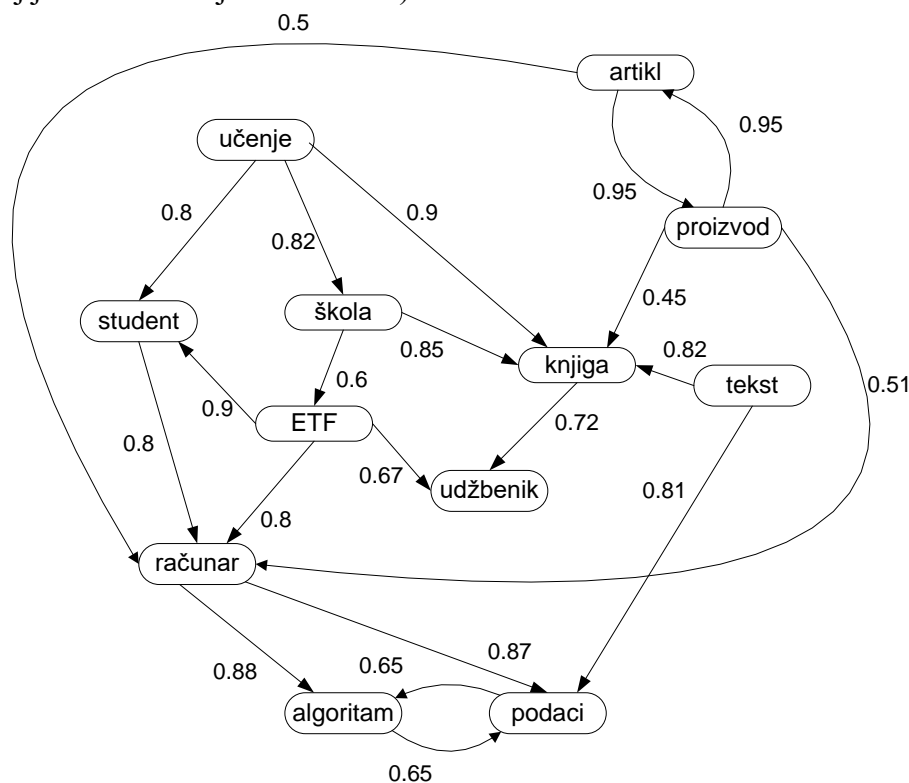 0.5
artikl
0.95
učenje
0.95
0.8
0.9
proizvod
0.82
0.45
student
škola
0.85
knjiga
0.82
tekst
0.6
0.51
0.9
ETF
0.72
0.8
0.67
udžbenik
0.81
0.8
računar
0.87
0.88
0.65
algoritam
podaci
0.65